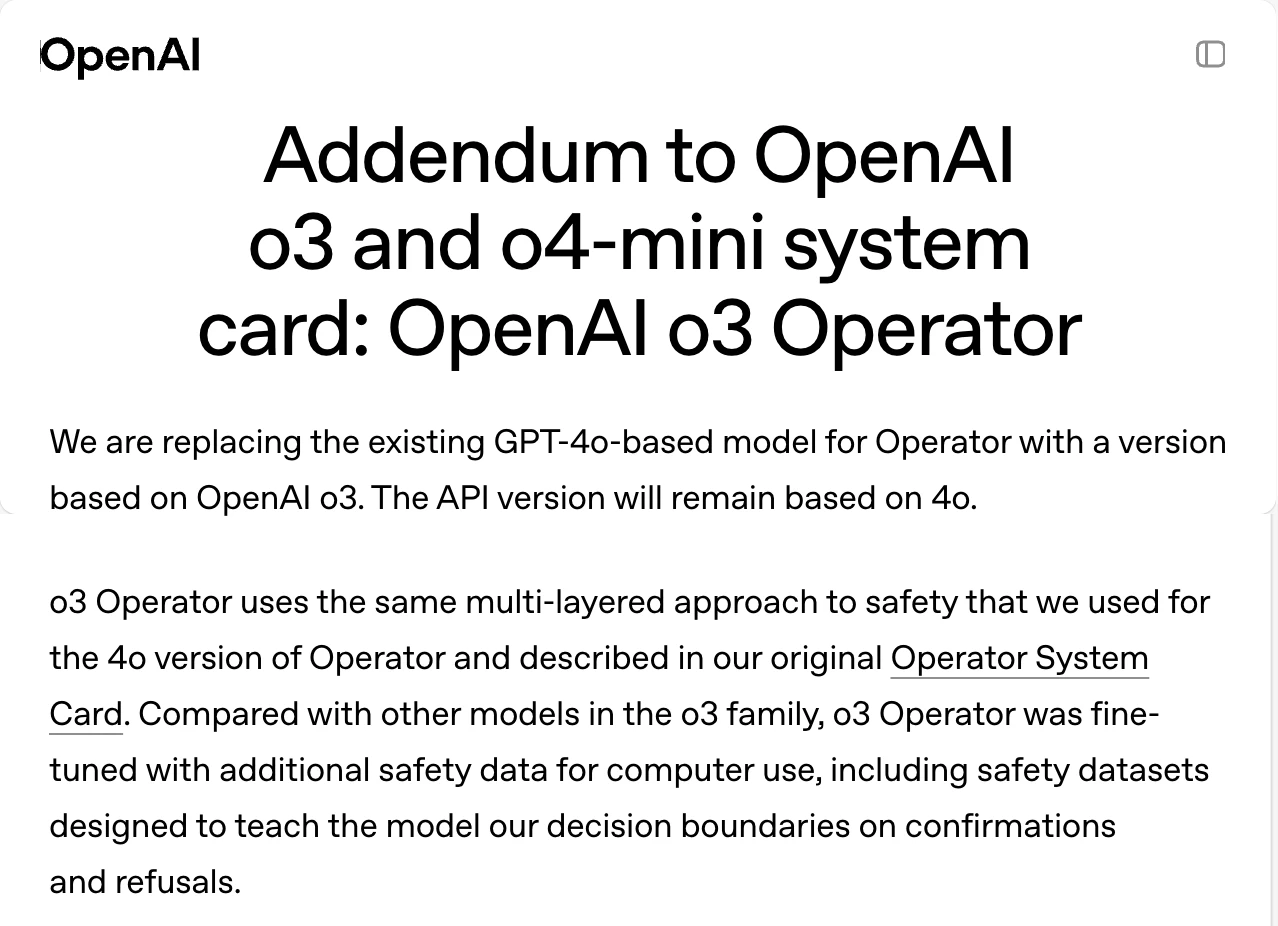 OpenAI
Addendum to OpenAI
o3 and o4-mini system
card: OpenAI o3 Operator
We are replacing the existing GPT-4o-based model for Operator with a version
based on OpenAI o3. The API version will remain based on 4o.
o3 Operator uses the same multi-layered approach to safety that we used for
the 4o version of Operator and described in our original Operator System
Card. Compared with other models in the o3 family, o3 Operator was fine-
tuned with additional safety data for computer use, including safety datasets
designed to teach the model our decision boundaries on confirmations
and refusals.